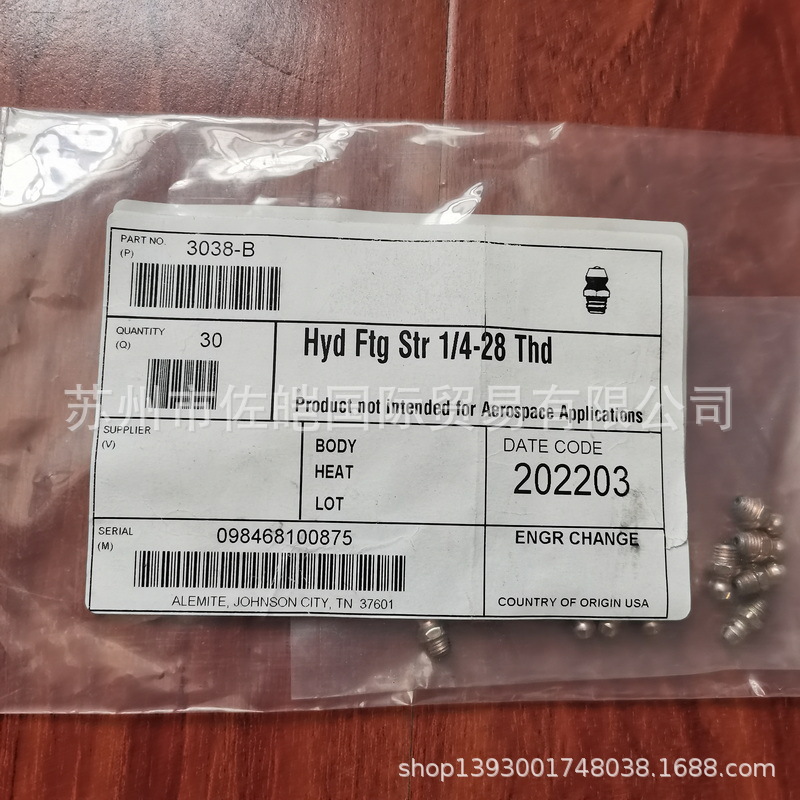 PART NO. 3038-B
(P)
QUANTITY 30
(Q)
Hyd Ftg Str 1/4-28 Thd
苏州市佐皓国际贸易有限公司
Product not intended for Aerospace Applications
SUPPLIER
(V)
BODY
HEAT
LOT
DATE CODE
202203
SERIAL 098468100875
(M)
ENGR CHANGE
ALEMITE, JOHNSON CITY, TN 37601
COUNTRY OF ORIGIN USA
shop1393001748038.1688.com